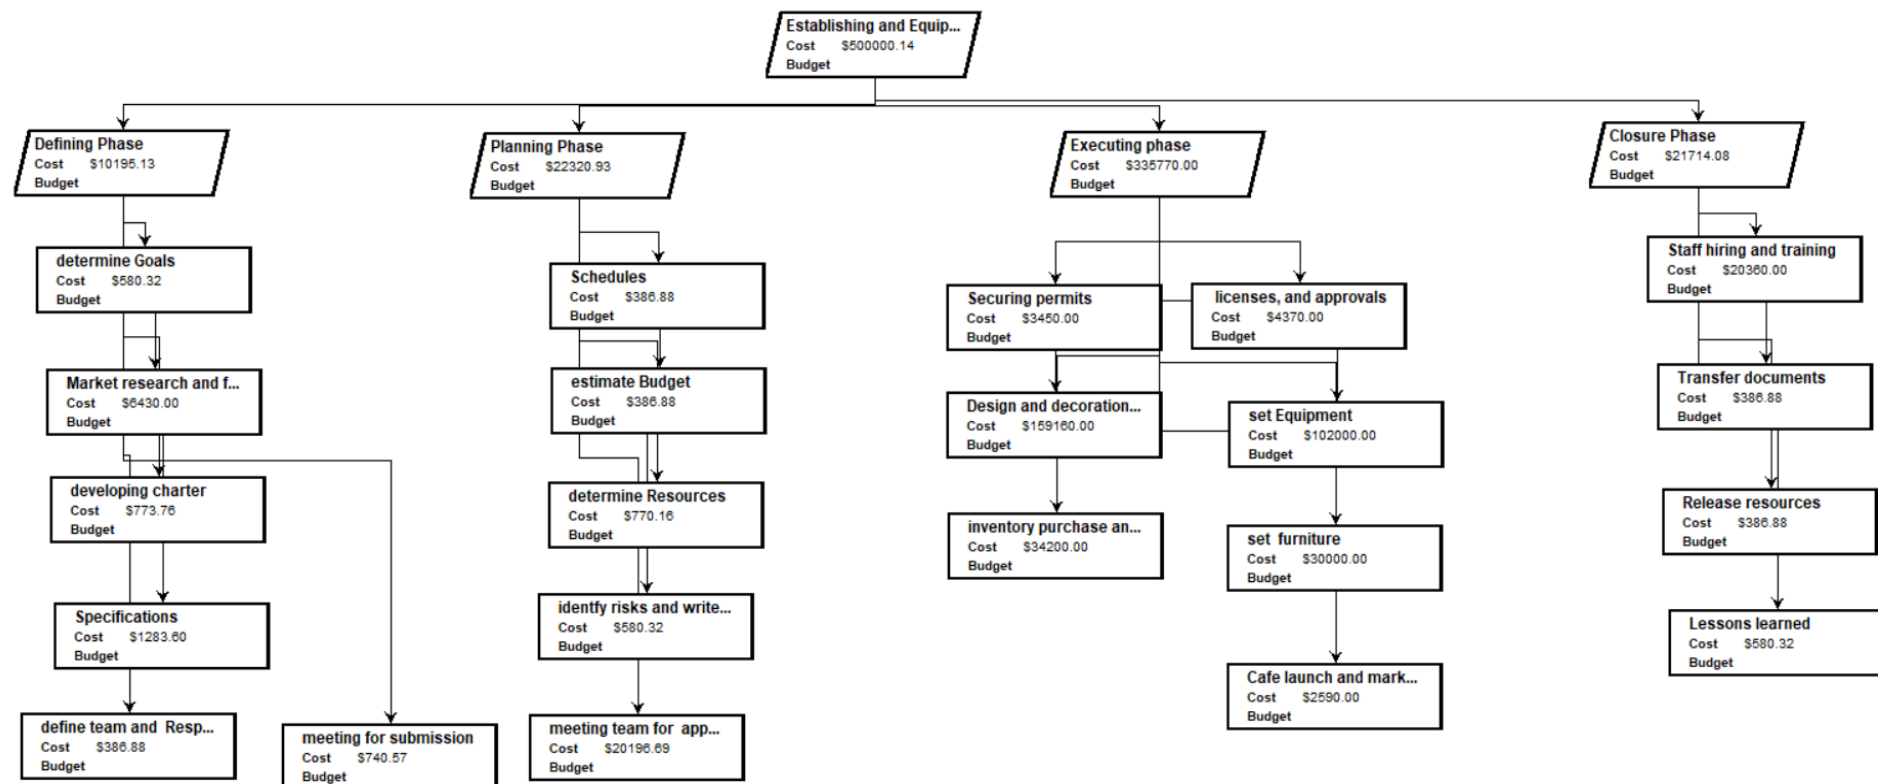 Establishing and Equip...
Cost $500000.14
Budget
Defining Phase
Cost $10195.13
Budget
Planning Phase
Cost $22320.93
Budget
Executing phase
Cost $335770.00
Budget
Closure Phase
Cost $21714.08
Budget
determine Goals
Cost $580.32
Budget
Market research and f...
Cost $6430.00
Budget
developing charter
Cost $773.76
Budget
Specifications
Cost $1283.60
Budget
define team and Resp...
Cost $386.88
Budget
meeting for submission
Cost $740.57
Budget
Schedules
Cost $386.88
Budget
estimate Budget
Cost $386.88
Budget
determine Resources
Cost $770.16
Budget
identfy risks and write...
Cost $580.32
Budget
meeting team for app...
Cost $20196.69
Budget
Securing permits
Cost $3450.00
Budget
licenses, and approvals
Cost $4370.00
Budget
Design and decoration...
Cost $159160.00
Budget
set Equipment
Cost $102000.00
Budget
inventory purchase an...
Cost $34200.00
Budget
set furniture
Cost $30000.00
Budget
Cafe launch and mark...
Cost $2590.00
Budget
Staff hiring and training
Cost $20360.00
Budget
Transfer documents
Cost $386.88
Budget
Release resources
Cost $386.88
Budget
Lessons learned
Cost $580.32
Budget